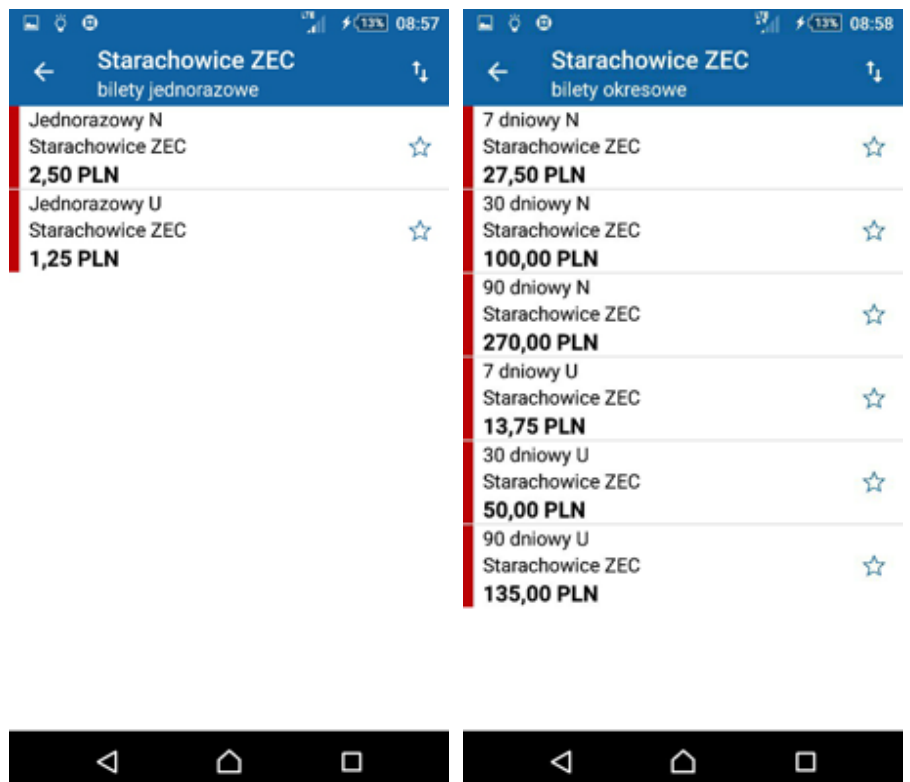 13% 08:57
Starachowice ZEC
bilety jednorazowe
Jednorazowy N
Starachowice ZEC
2,50 PLN
Jednorazowy U
Starachowice ZEC
1,25 PLN
13% 08:58
Starachowice ZEC
bilety okresowe
7 dniowy N
Starachowice ZEC
27,50 PLN
30 dniowy N
Starachowice ZEC
100,00 PLN
90 dniowy N
Starachowice ZEC
270,00 PLN
7 dniowy U
Starachowice ZEC
13,75 PLN
30 dniowy U
Starachowice ZEC
50,00 PLN
90 dniowy U
Starachowice ZEC
135,00 PLN